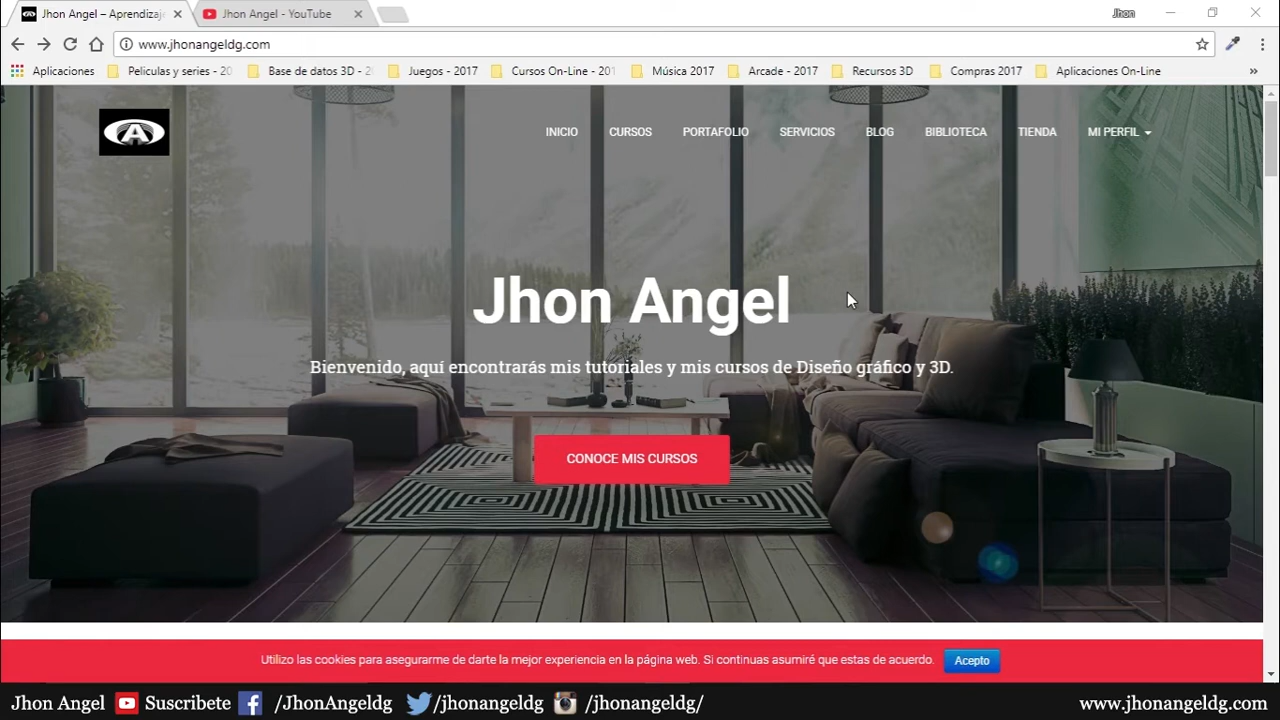 Jhon Angel – Aprendizaje
Jhon Angel - YouTube
Jhon
www.jhonangeldg.com
Aplicaciones
Peliculas y series - 20
Base de datos 3D - 2
Juegos - 2017
Cursos On-Line - 201
Música 2017
Arcade - 2017
Recursos 3D
Compras 2017
Aplicaciones On-Line
»
A
INICIO
CURSOS
PORTAFOLIO
SERVICIOS
BLOG
BIBLIOTECA
TIENDA
MI PERFIL
Jhon Angel
Bienvenido, aquí encontrarás mis tutoriales y mis cursos de Diseño gráfico y 3D.
CONOCE MIS CURSOS
Utilizo las cookies para asegurarme de darte la mejor experiencia en la página web. Si continuas asumiré que estas de acuerdo.
Acepto
Jhon Angel
Suscribete
/JhonAngeldg
/jhonangeldg
/jhonangeldg/
www.jhonangeldg.com